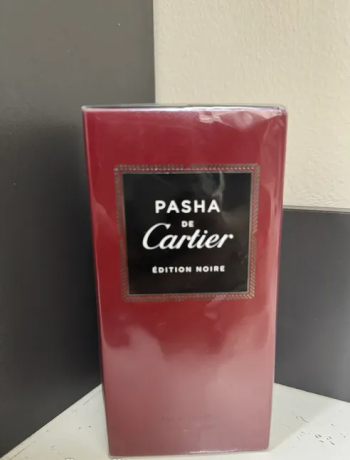 PASHA
DE
Cartier
ÉDITION NOIRE